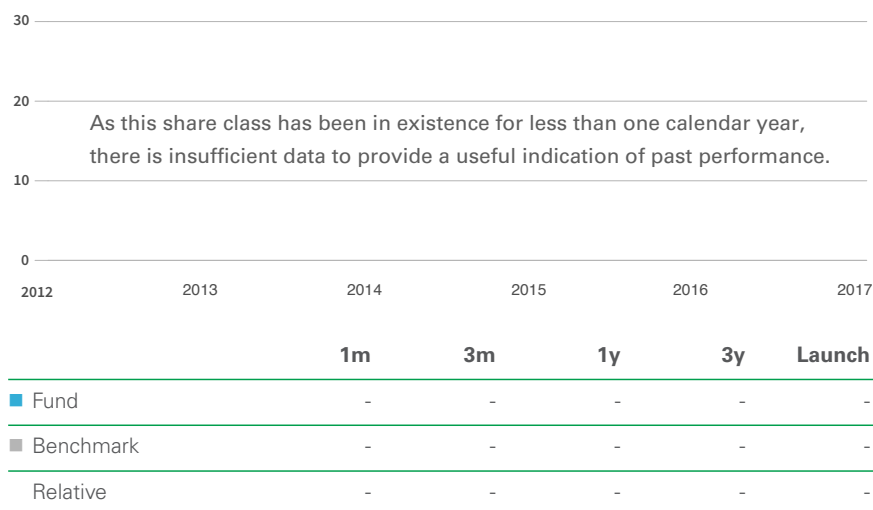 30
20
As this share class has been in existence for less than one calendar year,
there is insufficient data to provide a useful indication of past performance.
10
0
2012 2013 2014 2015 2016 2017
1m 3m 1y 3y Launch
Fund - - - - -
Benchmark - - - - -
Relative - - - - -